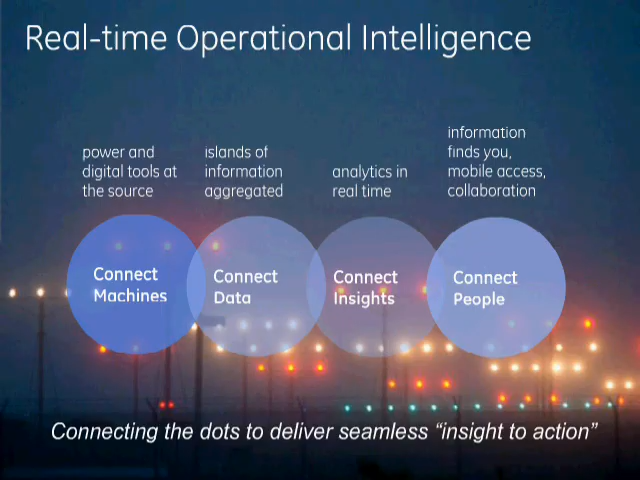 Real-time Operational Intelligence
power and
digital tools at
the source
islands of
information
aggregated
analytics in
real time
information
finds you,
mobile access,
collaboration
Connect
Machines
Connect
Data
Connect
Insights
Connect
People
Connecting the dots to deliver seamless “insight to action”